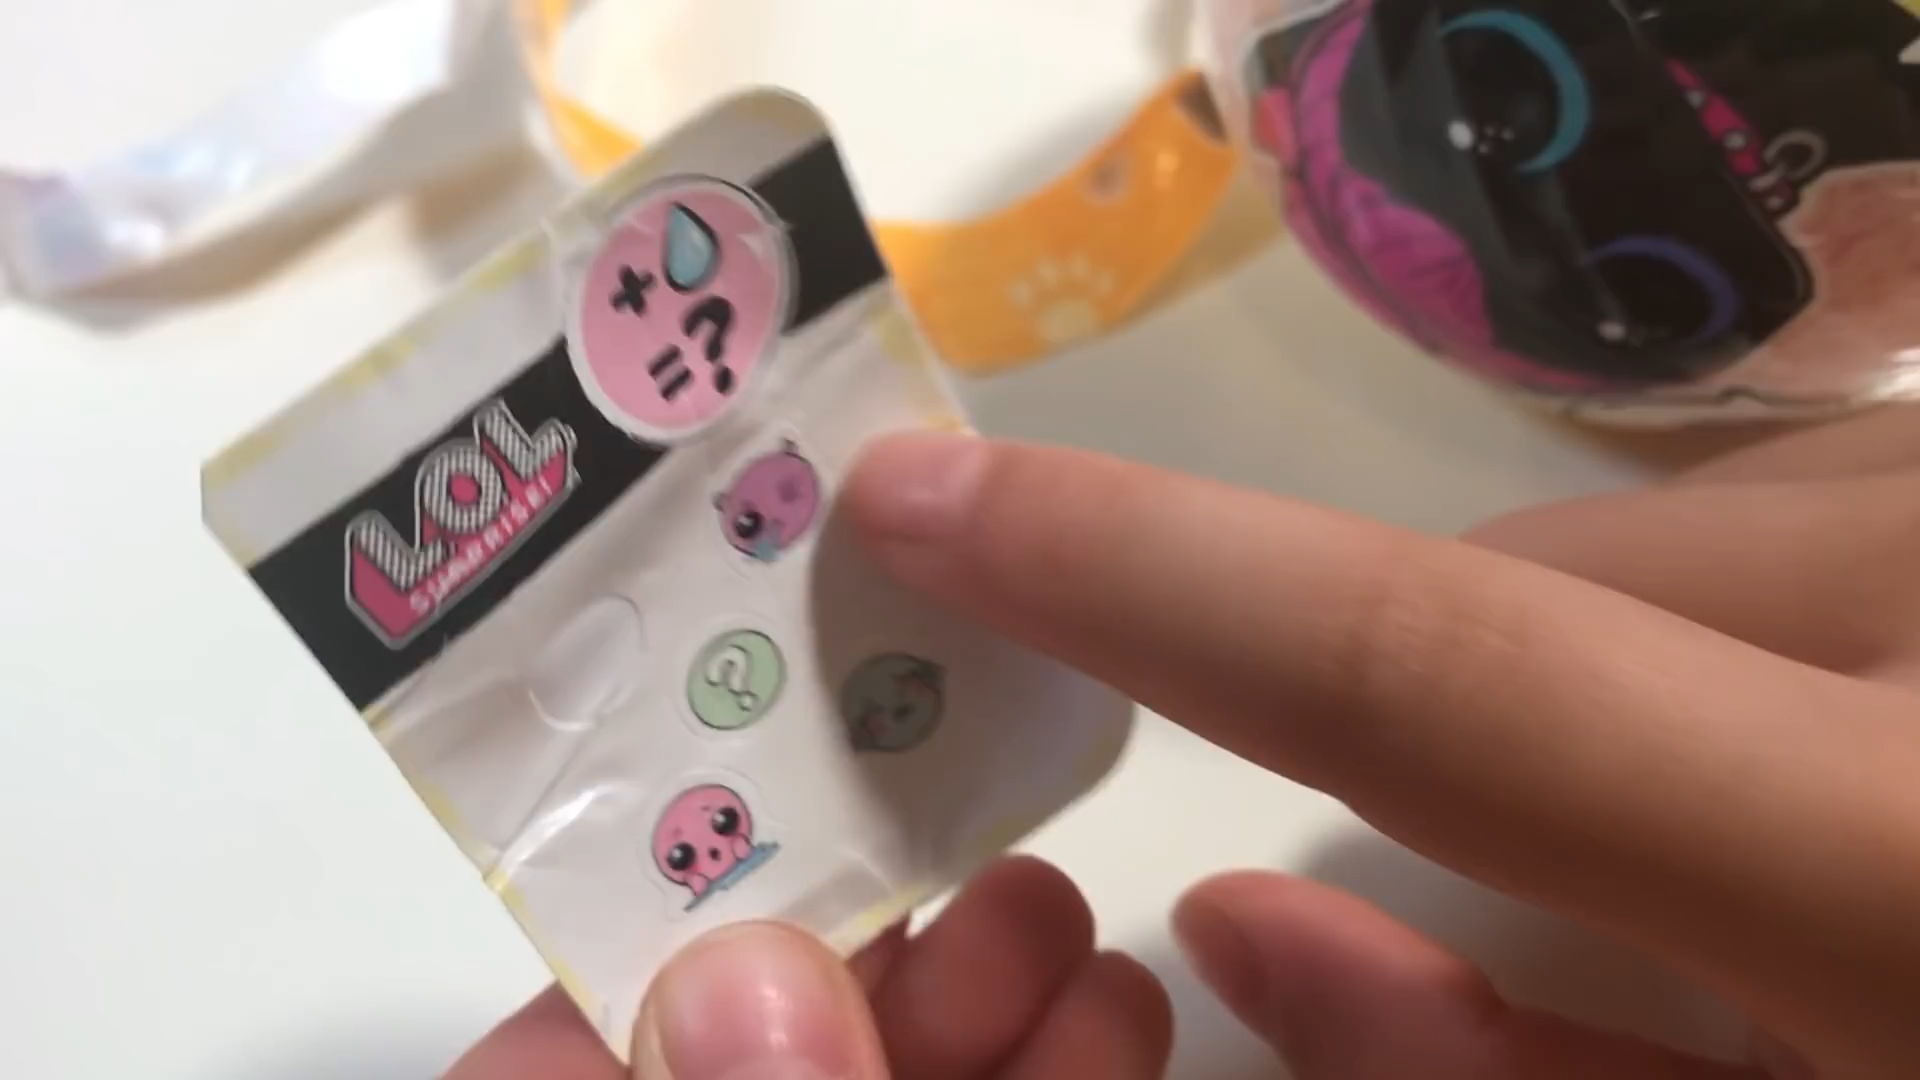 +
= ?
L.O.L.
SURPRISE!
?